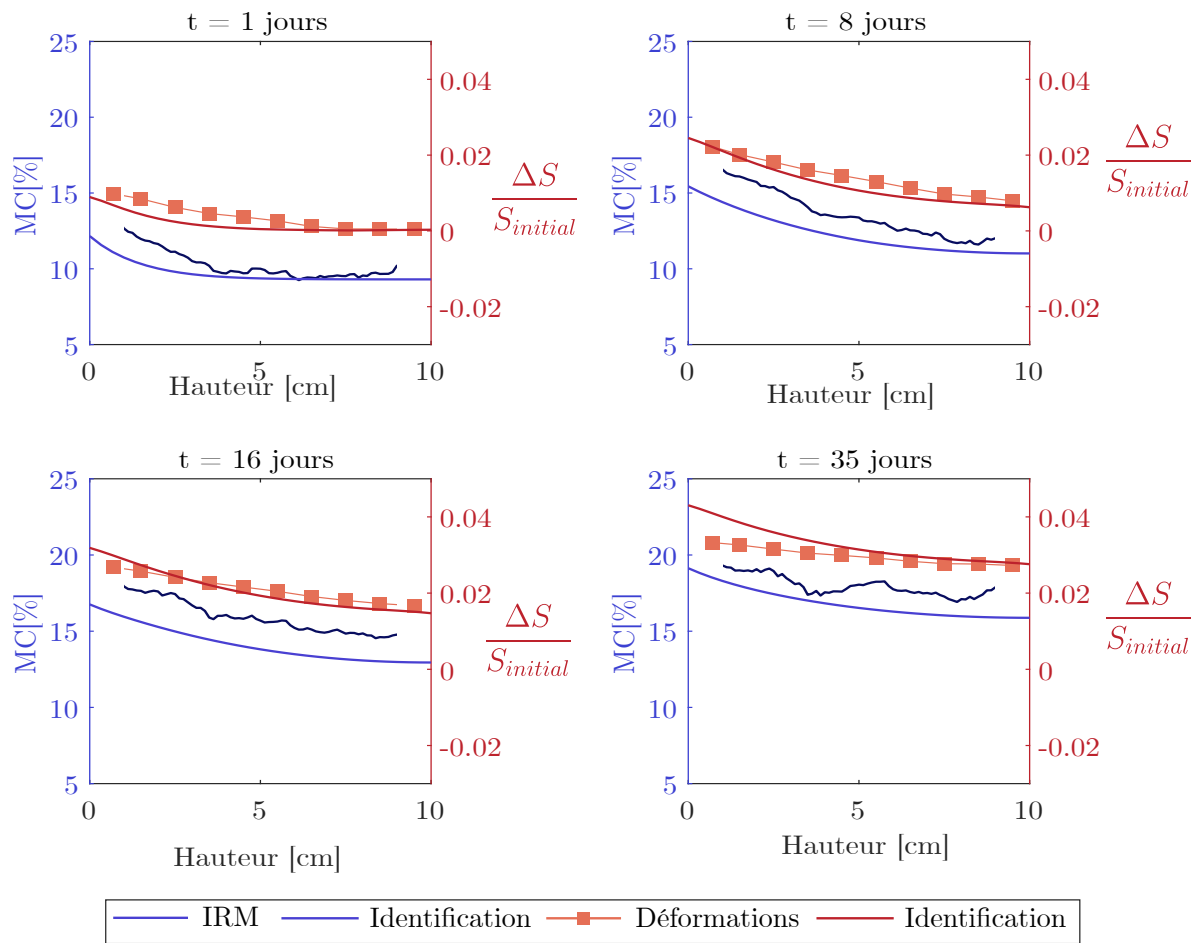 t = 1 jours
25
20
15
10
5
MC[%]
0.04
0.02
0
-0.02
ΔS
S_initial
0
5
10
Hauteur [cm]
t = 8 jours
25
20
15
10
5
MC[%]
0.04
0.02
0
-0.02
ΔS
S_initial
0
5
10
Hauteur [cm]
t = 16 jours
25
20
15
10
5
MC[%]
0.04
0.02
0
-0.02
ΔS
S_initial
0
5
10
Hauteur [cm]
t = 35 jours
25
20
15
10
5
MC[%]
0.04
0.02
0
-0.02
ΔS
S_initial
0
5
10
Hauteur [cm]
IRM Identification Déformations Identification